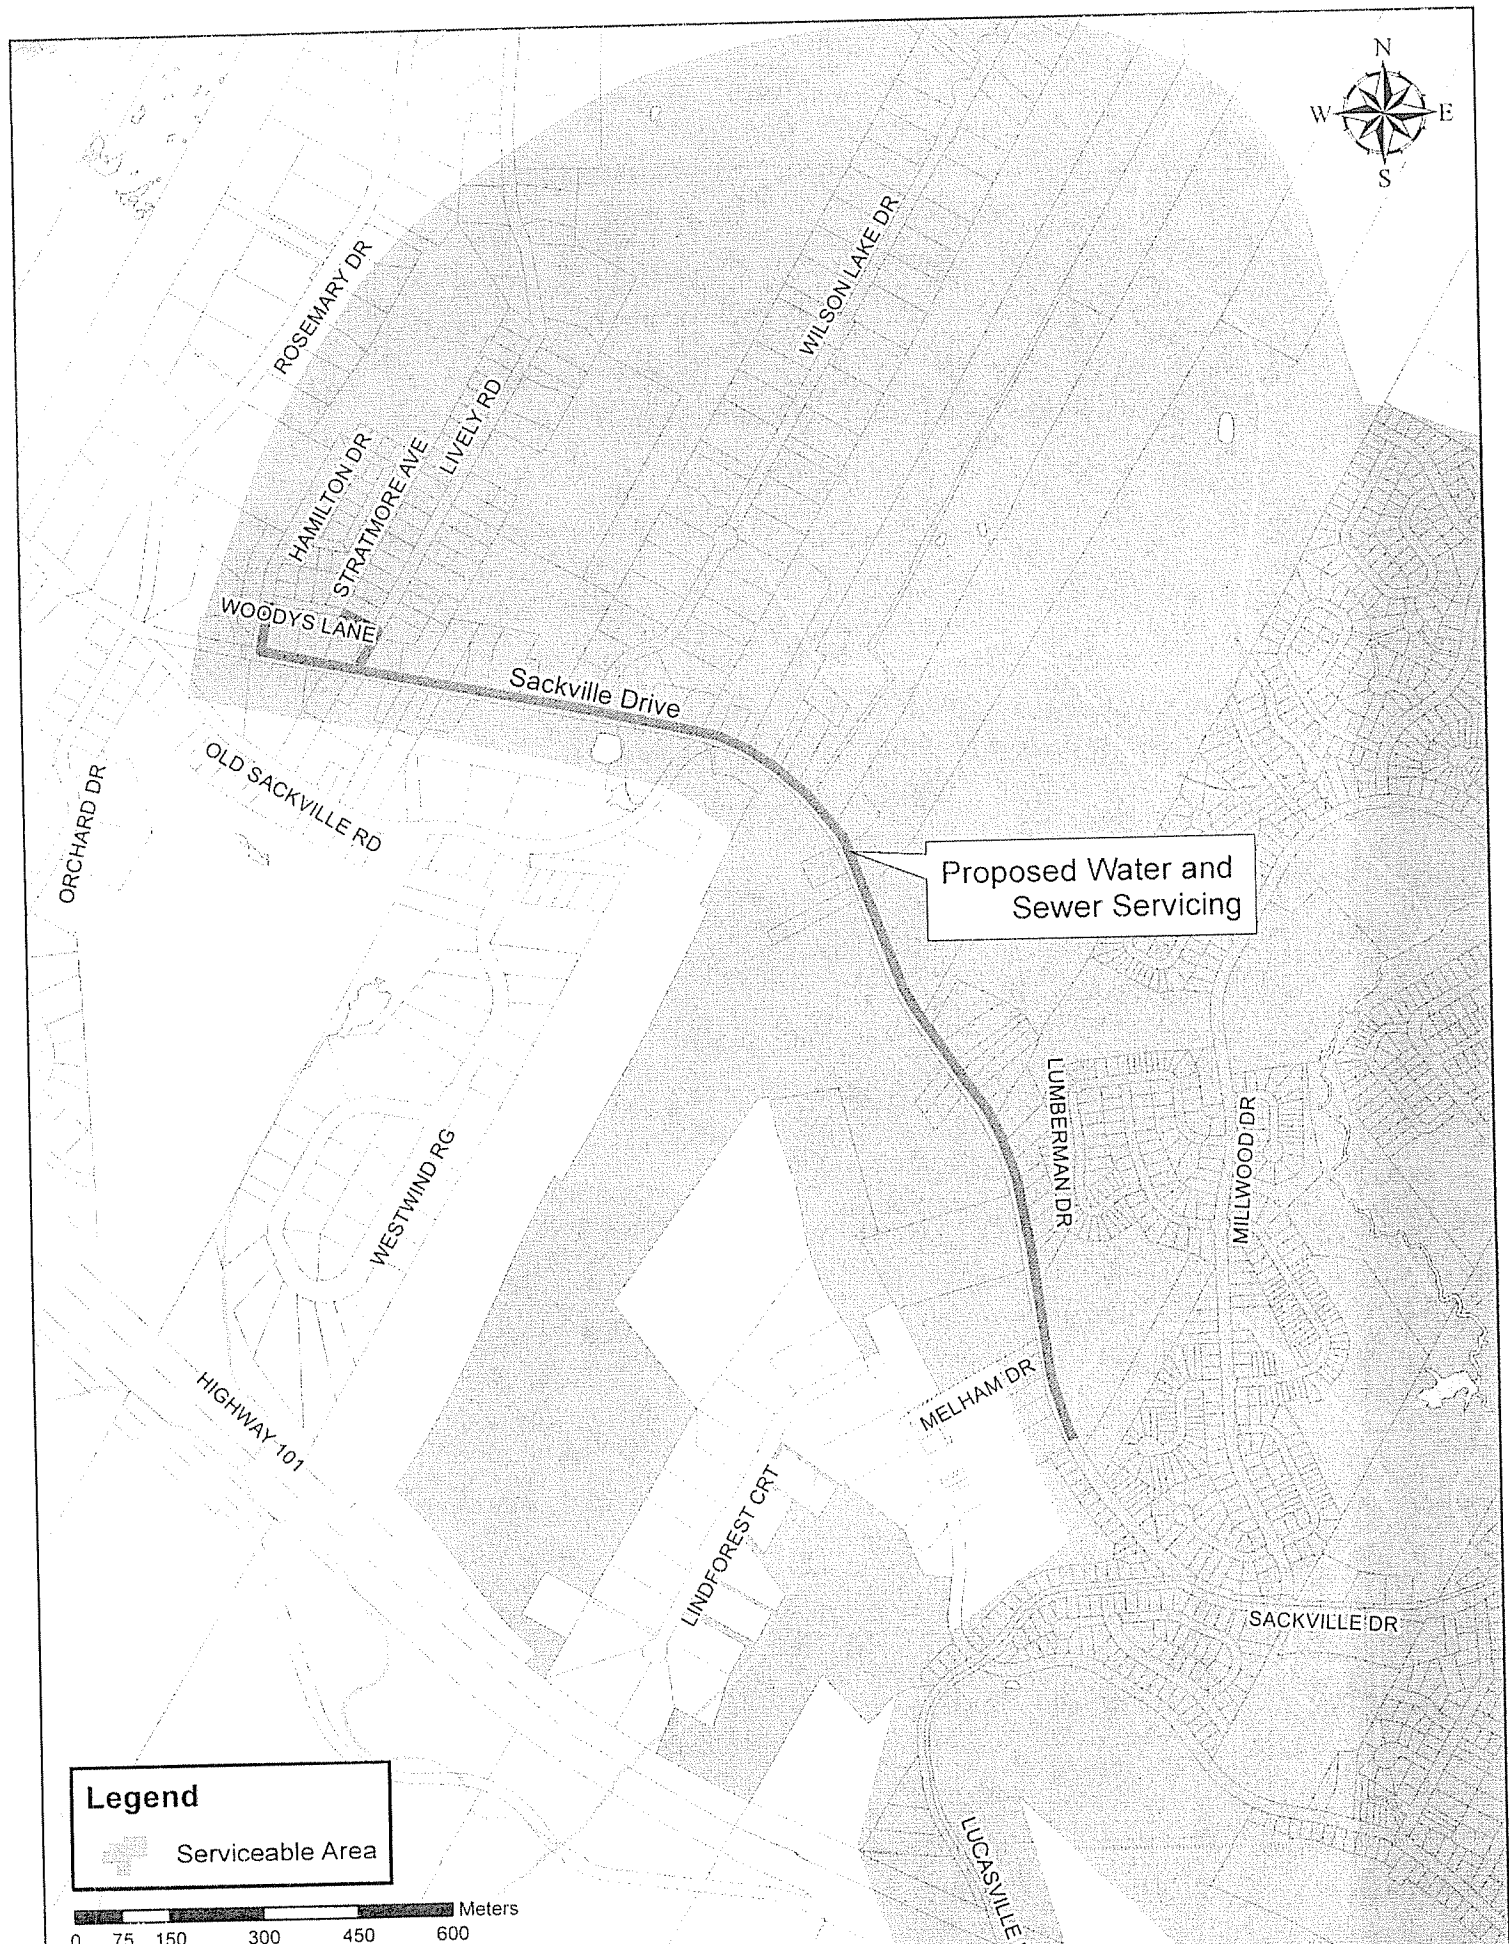 N
W E
S
ROSEMARY DR
WILSON LAKE DR
HAMILTON DR
STRATMORE AVE
LIVELY RD
WOODYS LANE
Sackville Drive
OLD SACKVILLE RD
ORCHARD DR
Proposed Water and
Sewer Servicing
LUMBERMAN DR
MILLWOOD DR
WESTWIND RG
MELHAM DR
HIGHWAY 101
LINDFOREST CRT
SACKVILLE DR
LUCASVILLE
Legend
Serviceable Area
Meters
0 75 150 300 450 600